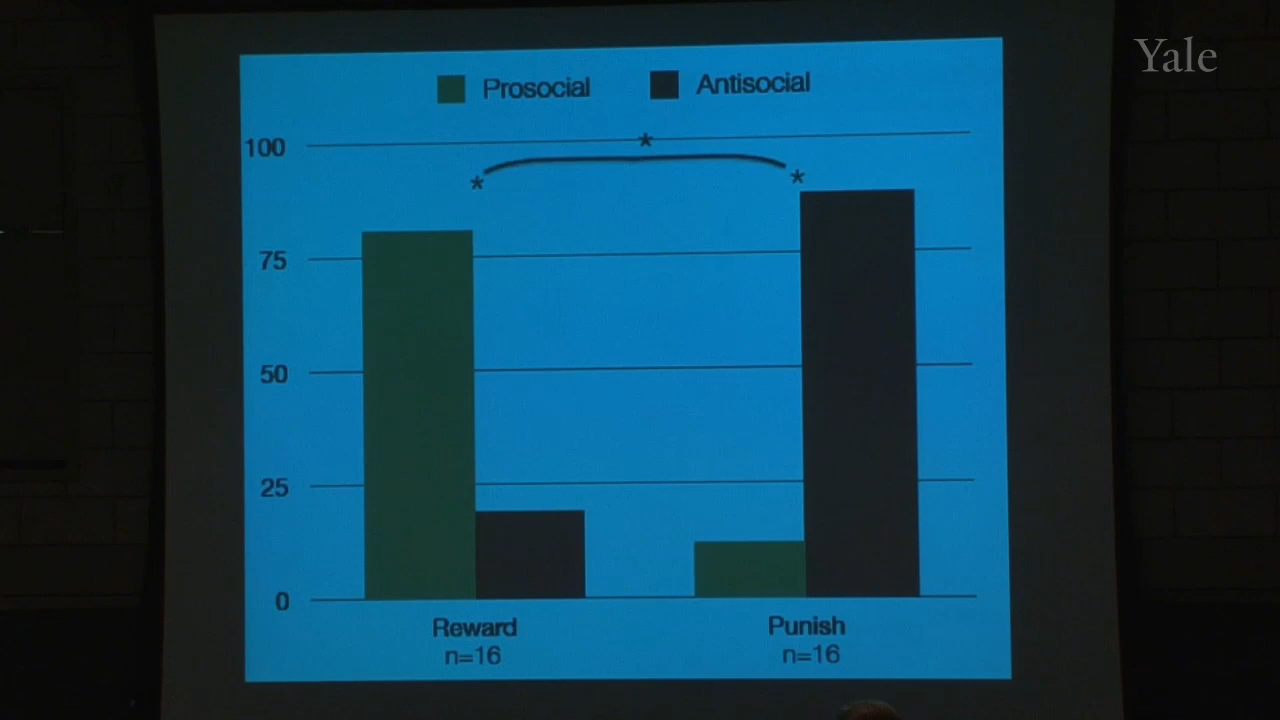 Yale
Prosocial Antisocial
100
*
* *
75
50
25
0
Reward Punish
n=16 n=16